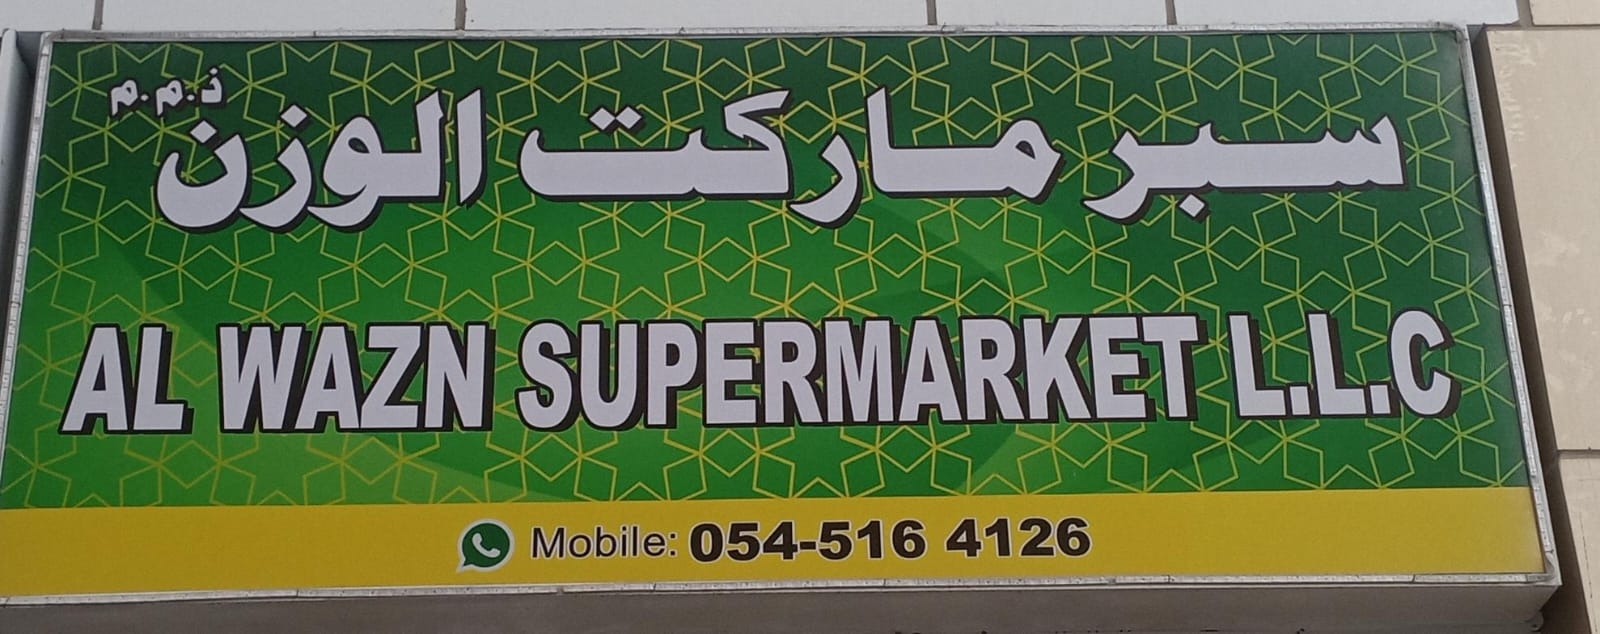 سبر ماركت الوزن ذ.م.م
AL WAZN SUPERMARKET L.L.C
Mobile: 054-516 4126